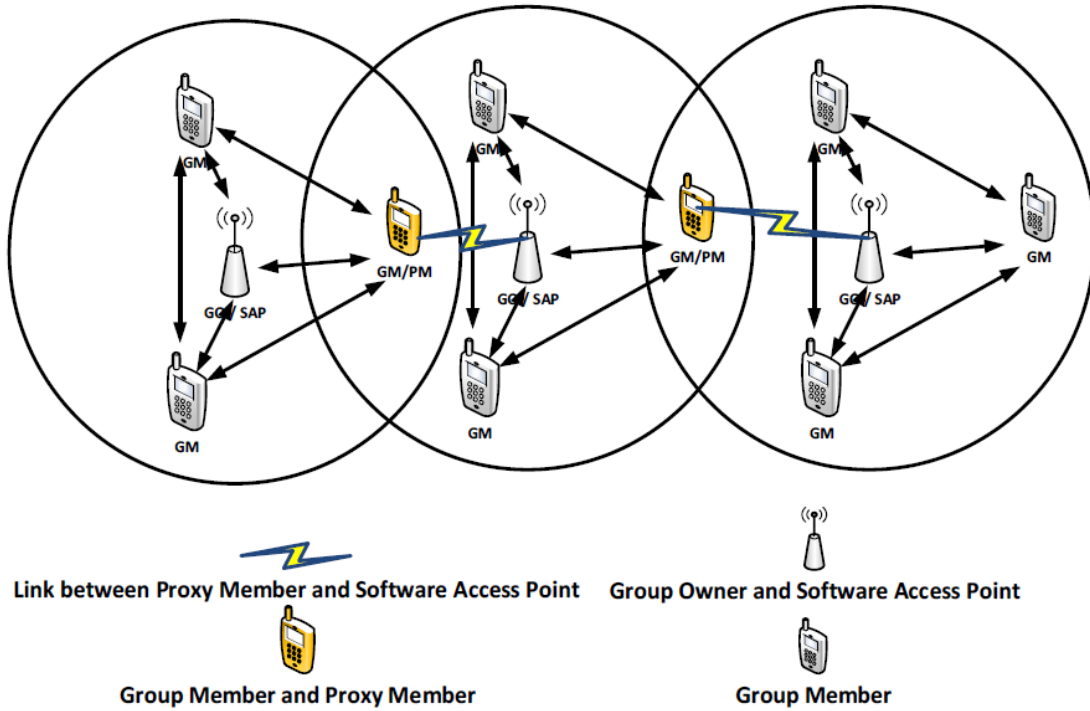 GM
GM
GM
GM/PM
GM/PM
GM
GO / SAP
GO / SAP
GO / SAP
GM
GM
GM
Link between Proxy Member and Software Access Point
Group Owner and Software Access Point
Group Member and Proxy Member
Group Member